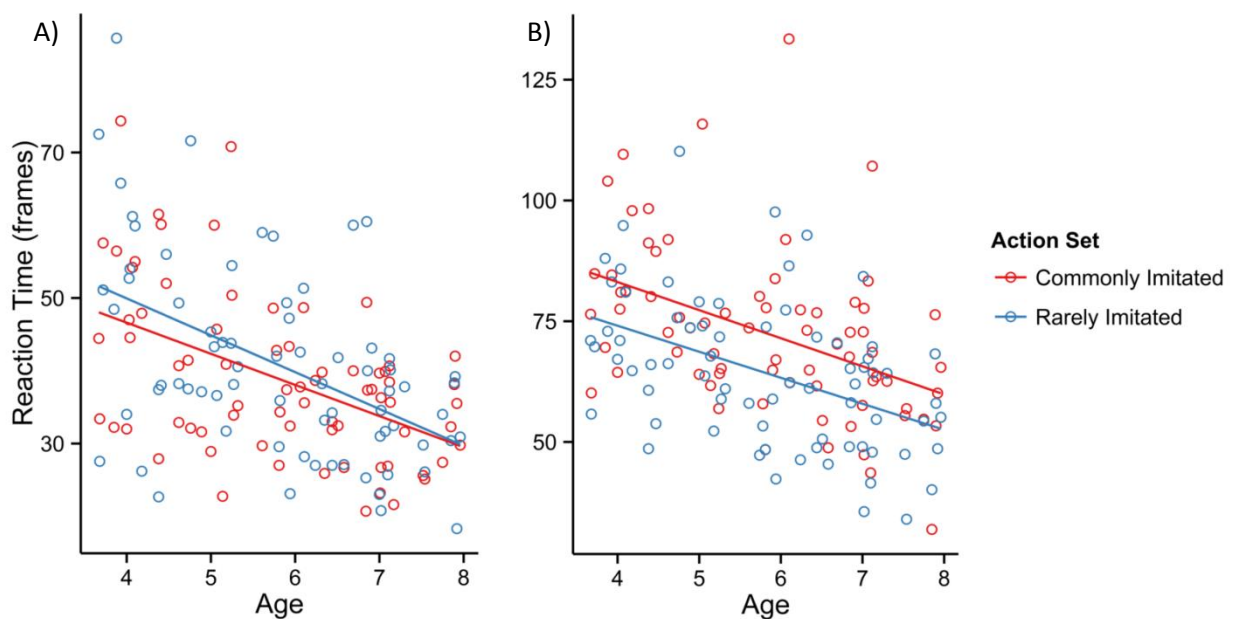 A)
B)
Reaction Time (frames)
70
50
30
4 5 6 7 8
Age
125
100
75
50
4 5 6 7 8
Age
Action Set
Commonly Imitated
Rarely Imitated